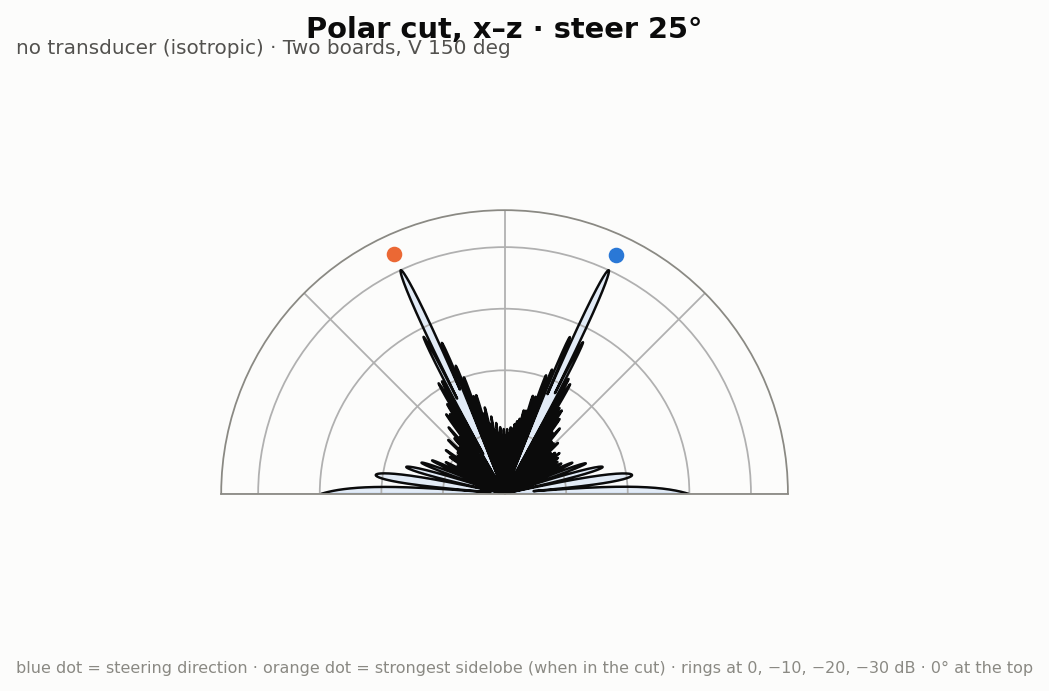 Polar cut, x–z · steer 25°
no transducer (isotropic) · Two boards, V 150 deg
blue dot = steering direction · orange dot = strongest sidelobe (when in the cut) · rings at 0, −10, −20, −30 dB · 0° at the top